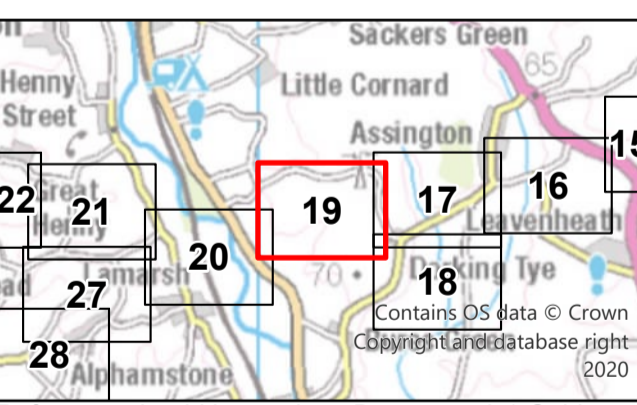 Sackers Green
65
Henny
Street
Little Cornard
Assington
15
22
Great
Henny
21
19
17
16
Leavenheath
20
Lamarsh
27
70
18
Dorking Tye
Contains OS data © Crown
Copyright and database right
2020
28
Alphamstone